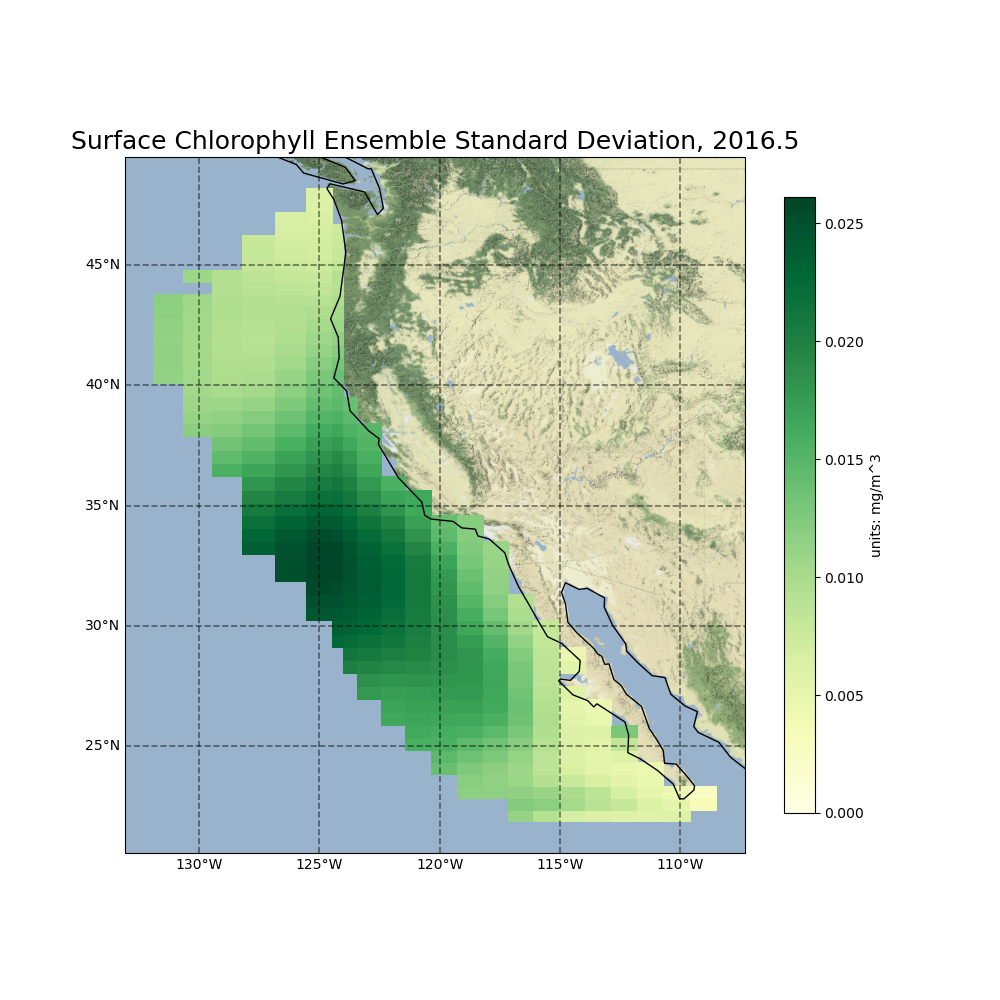 Surface Chlorophyll Ensemble Standard Deviation, 2016.5
45°N
40°N
35°N
30°N
25°N
130°W 125°W 120°W 115°W 110°W
0.025
0.020
0.015
0.010
0.005
0.000
units: mg/m^3